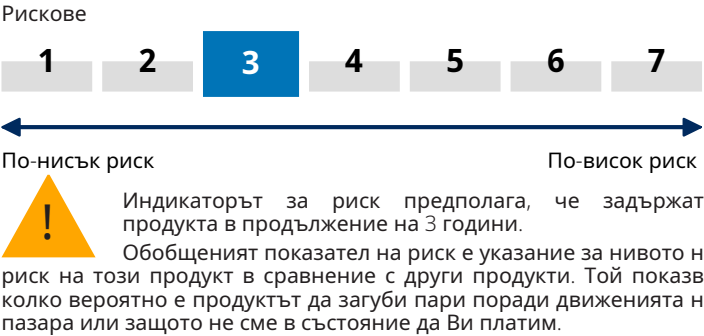 Рискове
1 2 3 4 5 6 7
По-нисък риск По-висок риск
!
Индикаторът за риск предполага, че задържат
продукта в продължение на 3 години.
Обобщеният показател на риск е указание за нивото н
риск на този продукт в сравнение с други продукти. Той показв
колко вероятно е продуктът да загуби пари поради движенията н
пазара или защото не сме в състояние да Ви платим.